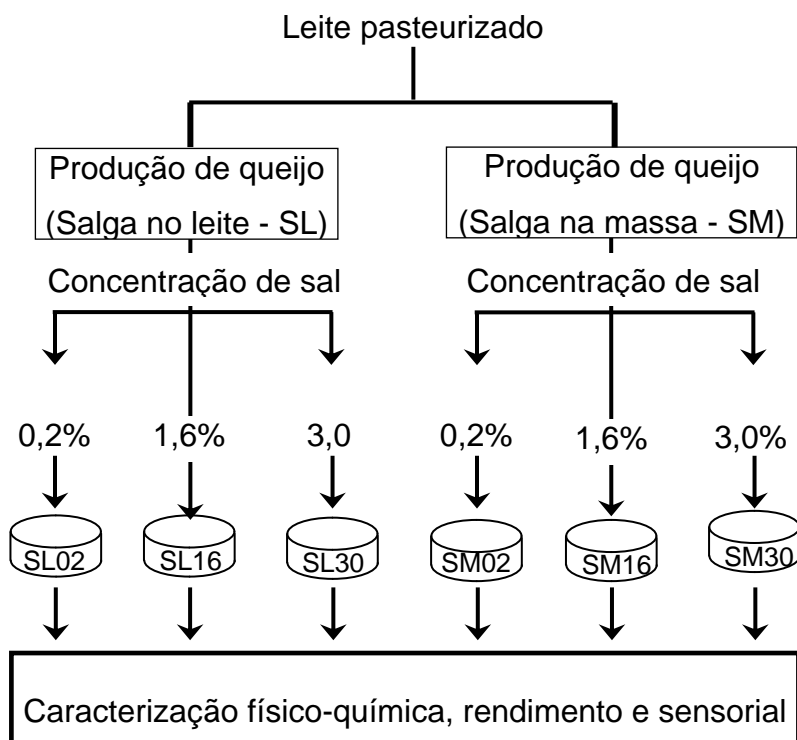 Leite pasteurizado
Produção de queijo
(Salga no leite - SL)
Produção de queijo
(Salga na massa - SM)
Concentração de sal
Concentração de sal
0,2%
1,6%
3,0
0,2%
1,6%
3,0%
SL02
SL16
SL30
SM02
SM16
SM30
Caracterização físico-química, rendimento e sensorial